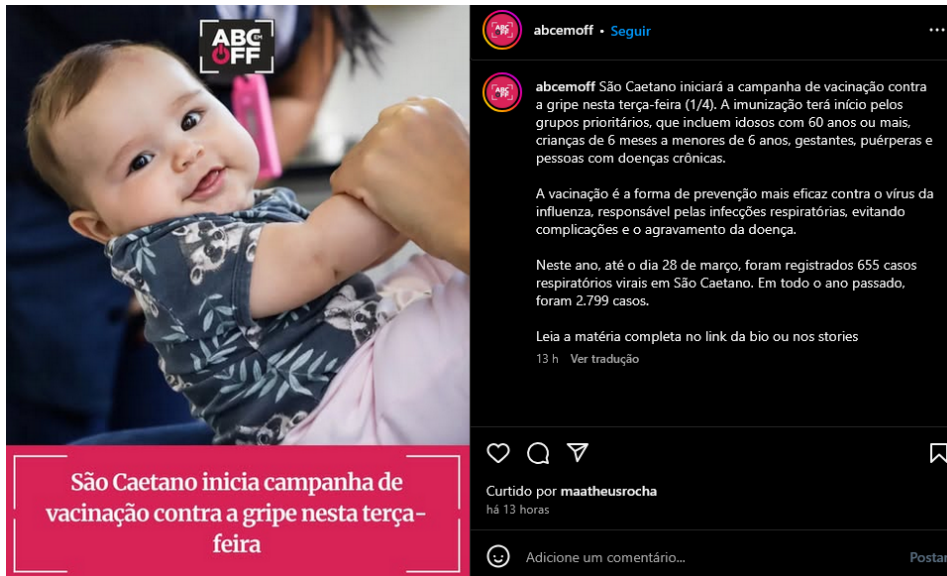 ABC EM
OFF
São Caetano inicia campanha de
vacinação contra a gripe nesta terça-
feira
abcemoff • Seguir
abcemoff São Caetano iniciará a campanha de vacinação contra
a gripe nesta terça-feira (1/4). A imunização terá início pelos
grupos prioritários, que incluem idosos com 60 anos ou mais,
crianças de 6 meses a menores de 6 anos, gestantes, puérperas e
pessoas com doenças crônicas.
A vacinação é a forma de prevenção mais eficaz contra o vírus da
influenza, responsável pelas infecções respiratórias, evitando
complicações e o agravamento da doença.
Neste ano, até o dia 28 de março, foram registrados 655 casos
respiratórios virais em São Caetano. Em todo o ano passado,
foram 2.799 casos.
Leia a matéria completa no link da bio ou nos stories
13 h Ver tradução
Curtido por maatheusrocha
há 13 horas
Adicione um comentário...
Postar